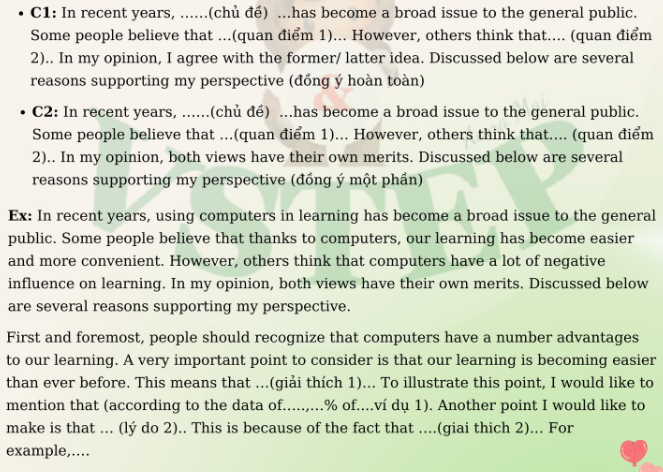 • C1: In recent years, ......(chủ đề) ...has become a broad issue to the general public.
Some people believe that ...(quan điểm 1)... However, others think that.... (quan điểm
2).. In my opinion, I agree with the former/ latter idea. Discussed below are several
reasons supporting my perspective (đồng ý hoàn toàn)
• C2: In recent years, ......(chủ đề) ...has become a broad issue to the general public.
Some people believe that ...(quan điểm 1)... However, others think that.... (quan điểm
2).. In my opinion, both views have their own merits. Discussed below are several
reasons supporting my perspective (đồng ý một phần)
Ex: In recent years, using computers in learning has become a broad issue to the general
public. Some people believe that thanks to computers, our learning has become easier
and more convenient. However, others think that computers have a lot of negative
influence on learning. In my opinion, both views have their own merits. Discussed below
are several reasons supporting my perspective.
First and foremost, people should recognize that computers have a number advantages
to our learning. A very important point to consider is that our learning is becoming easier
than ever before. This means that ...(giải thích 1)... To illustrate this point, I would like to
mention that (according to the data of.....,...% of....ví dụ 1). Another point I would like to
make is that ... (lý do 2).. This is because of the fact that ....(giai thich 2)... For
example,....
&
VSTEP